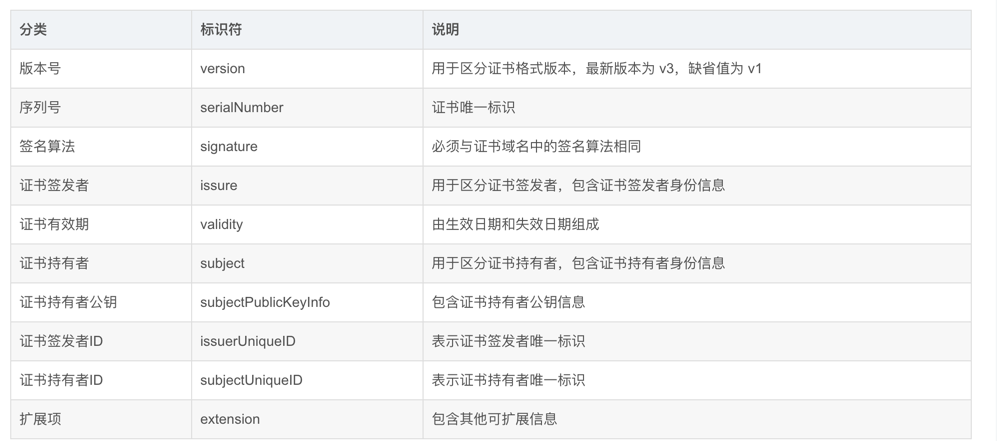 分类 标识符 说明
版本号 version 用于区分证书格式版本，最新版本为 v3，缺省值为 v1
序列号 serialNumber 证书唯一标识
签名算法 signature 必须与证书域名中的签名算法相同
证书签发者 issure 用于区分证书签发者，包含证书签发者身份信息
证书有效期 validity 由生效日期和失效日期组成
证书持有者 subject 用于区分证书持有者，包含证书持有者身份信息
证书持有者公钥 subjectPublicKeyInfo 包含证书持有者公钥信息
证书签发者ID issuerUniqueID 表示证书签发者唯一标识
证书持有者ID subjectUniqueID 表示证书持有者唯一标识
扩展项 extension 包含其他可扩展信息